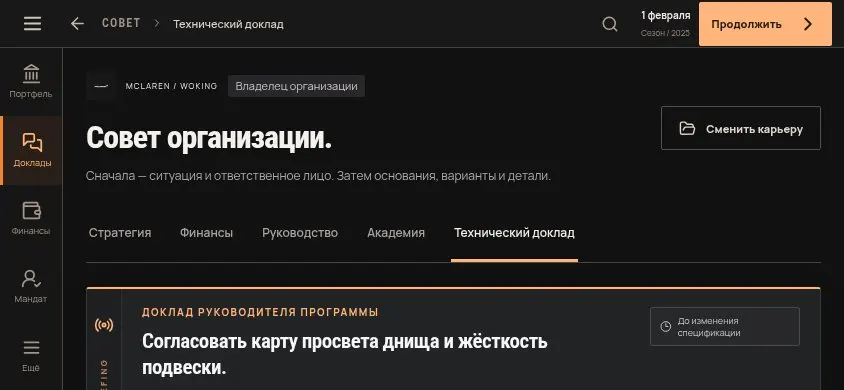 СОВЕТ
Технический доклад
1 февраля
Сезон / 2025
Продолжить
Портфель
Доклады
Финансы
Мандат
Ещё
MCLAREN / WOKING
Владелец организации
Совет организации.
Сменить карьеру
Сначала — ситуация и ответственное лицо. Затем основания, варианты и детали.
Стратегия
Финансы
Руководство
Академия
Технический доклад
ДОКЛАД РУКОВОДИТЕЛЯ ПРОГРАММЫ
До изменения
спецификации
Согласовать карту просвета днища и жёсткость
подвески.